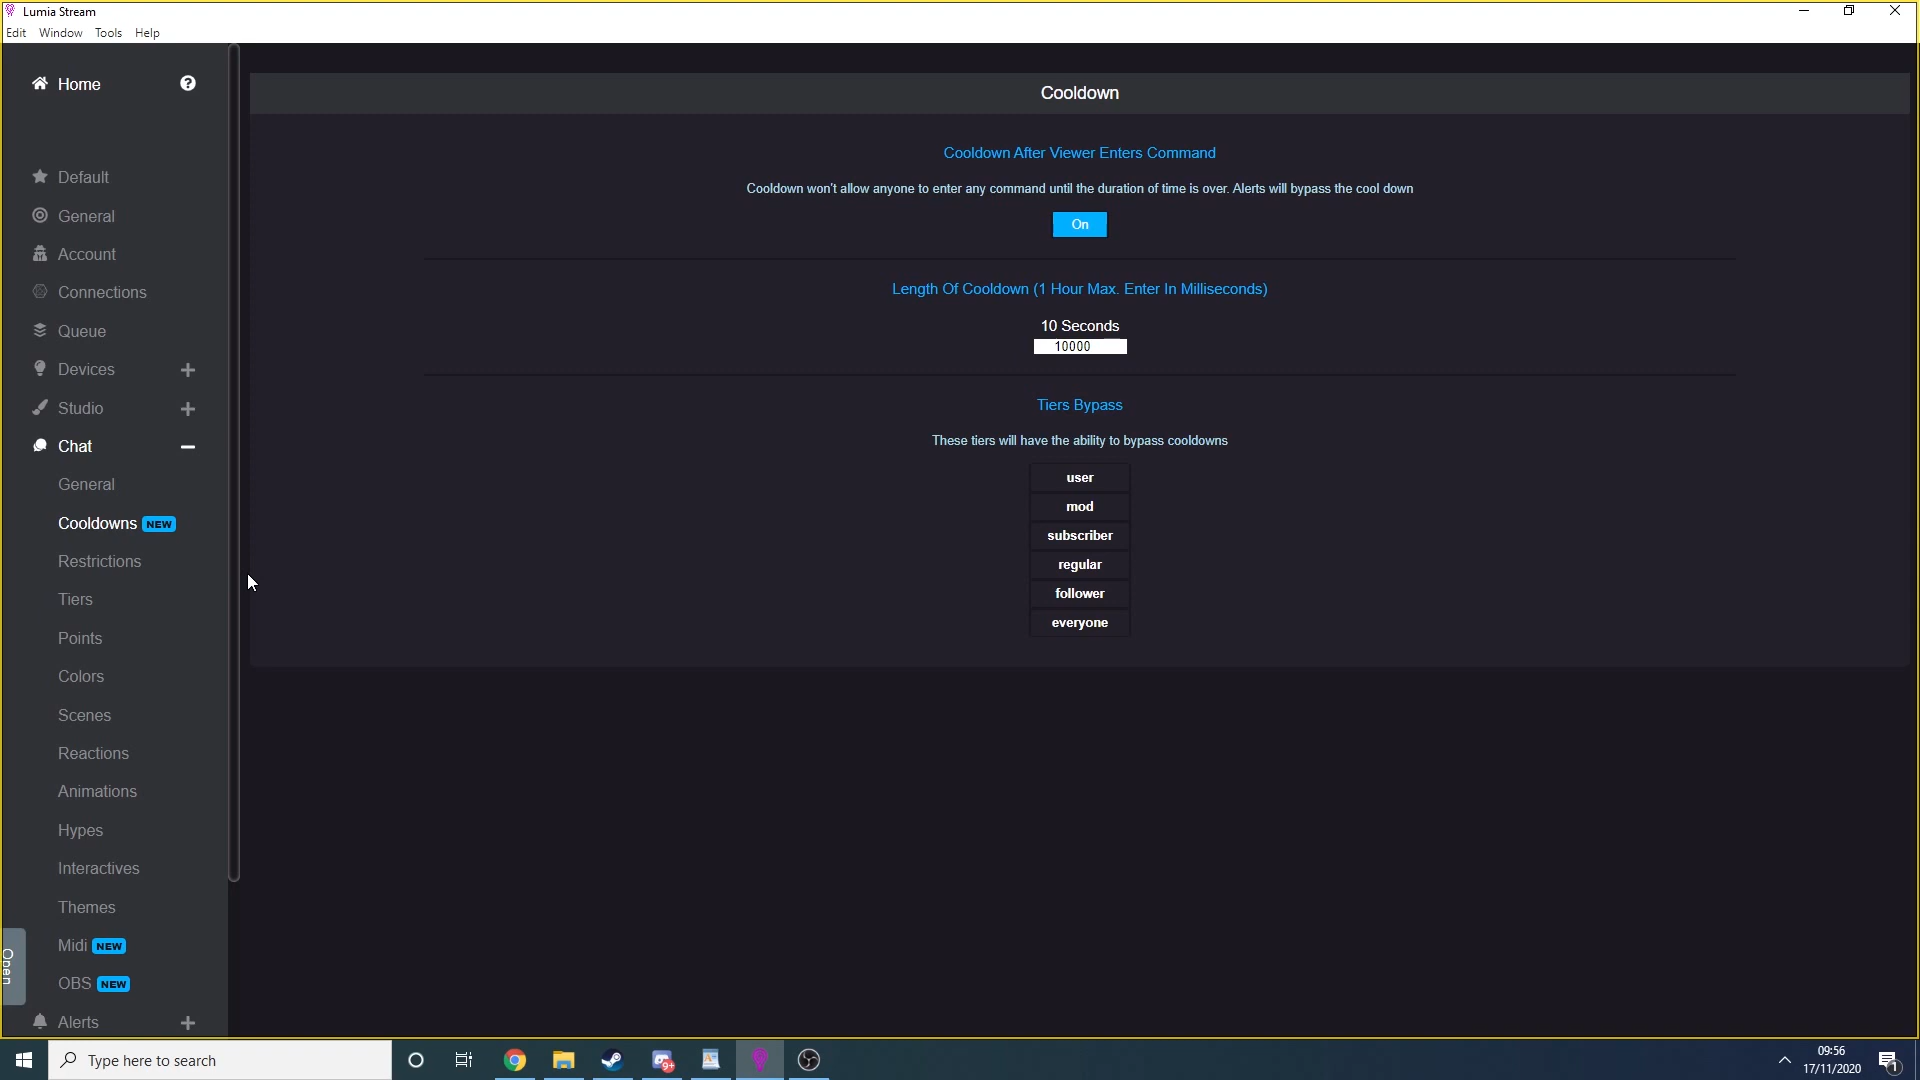 Lumia Stream
Edit Window Tools Help
Home
Default
General
Account
Connections
Queue
Devices
Studio
Chat
General
Cooldowns NEW
Restrictions
Tiers
Points
Colors
Scenes
Reactions
Animations
Hypes
Interactives
Themes
Midi NEW
OBS NEW
Alerts
Open
Cooldown
Cooldown After Viewer Enters Command
Cooldown won't allow anyone to enter any command until the duration of time is over. Alerts will bypass the cool down
On
Length Of Cooldown (1 Hour Max. Enter In Milliseconds)
10 Seconds
10000
Tiers Bypass
These tiers will have the ability to bypass cooldowns
user
mod
subscriber
regular
follower
everyone
Type here to search
9+
09:56
17/11/2020
1